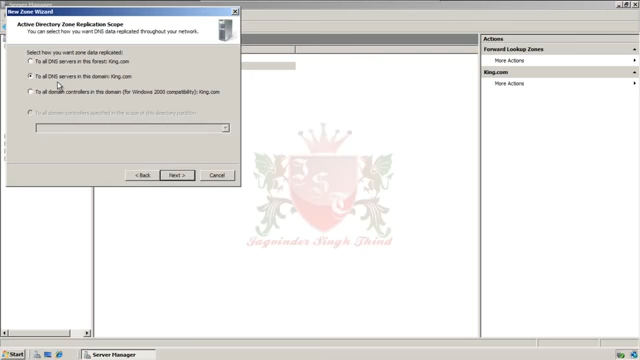 Server Manager
New Zone Wizard
Active Directory Zone Replication Scope
You can select how you want DNS data replicated throughout your network.
Select how you want zone data replicated:
To all DNS servers in this forest: King.com
To all DNS servers in this domain: King.com
To all domain controllers in this domain (for Windows 2000 compatibility): King.com
To all domain controllers specified in the scope of this directory partition:
< Back
Next >
Cancel
Actions
Forward Lookup Zones
More Actions
King.com
More Actions
JST
Jagvinder Singh Thind
Start
Server Manager